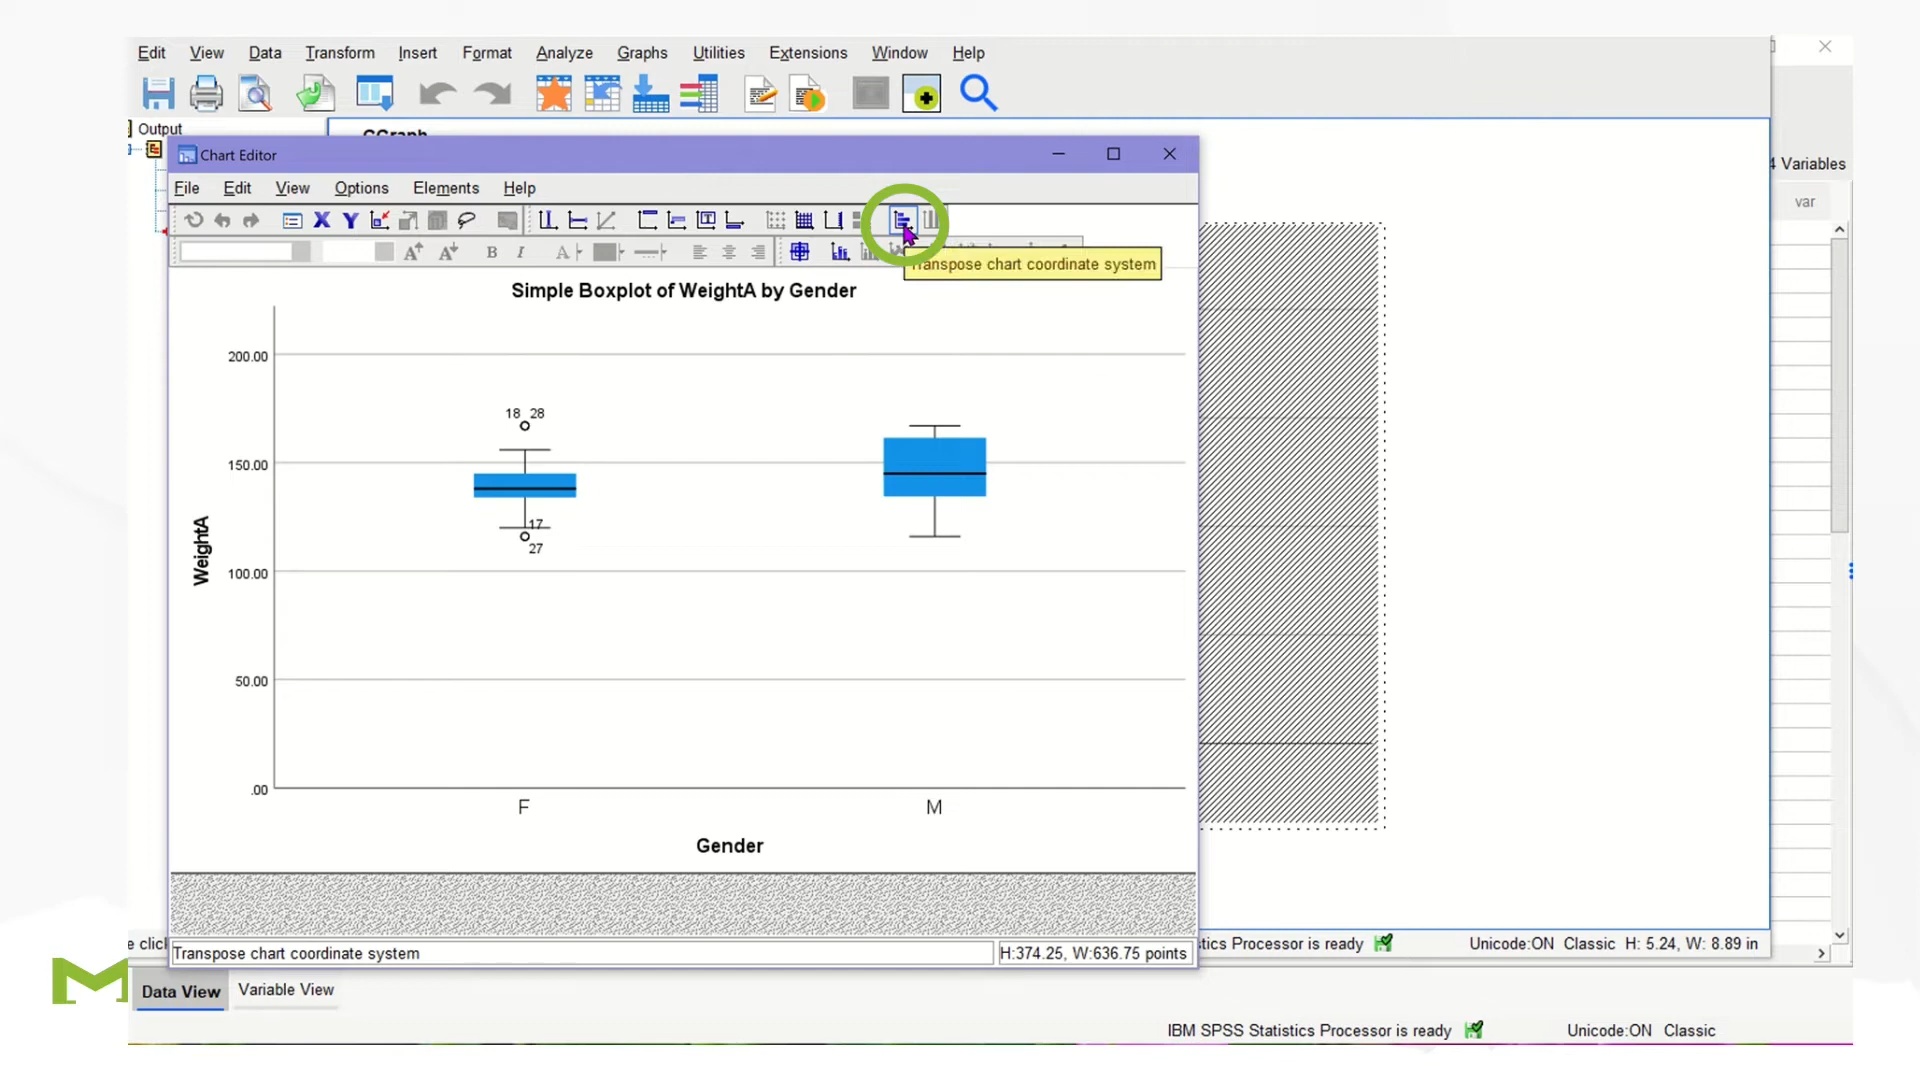 Edit View Data Transform Insert Format Analyze Graphs Utilities Extensions Window Help
Output
GGraph
Chart Editor
4 Variables
File Edit View Options Elements Help
var
Transpose chart coordinate system
Simple Boxplot of WeightA by Gender
200.00
18 28
150.00
17
27
WeightA
100.00
50.00
.00
F M
Gender
Transpose chart coordinate system
H:374.25, W:636.75 points
Processor is ready
Unicode:ON Classic H: 5.24, W: 8.89 in
Data View Variable View
IBM SPSS Statistics Processor is ready
Unicode:ON Classic